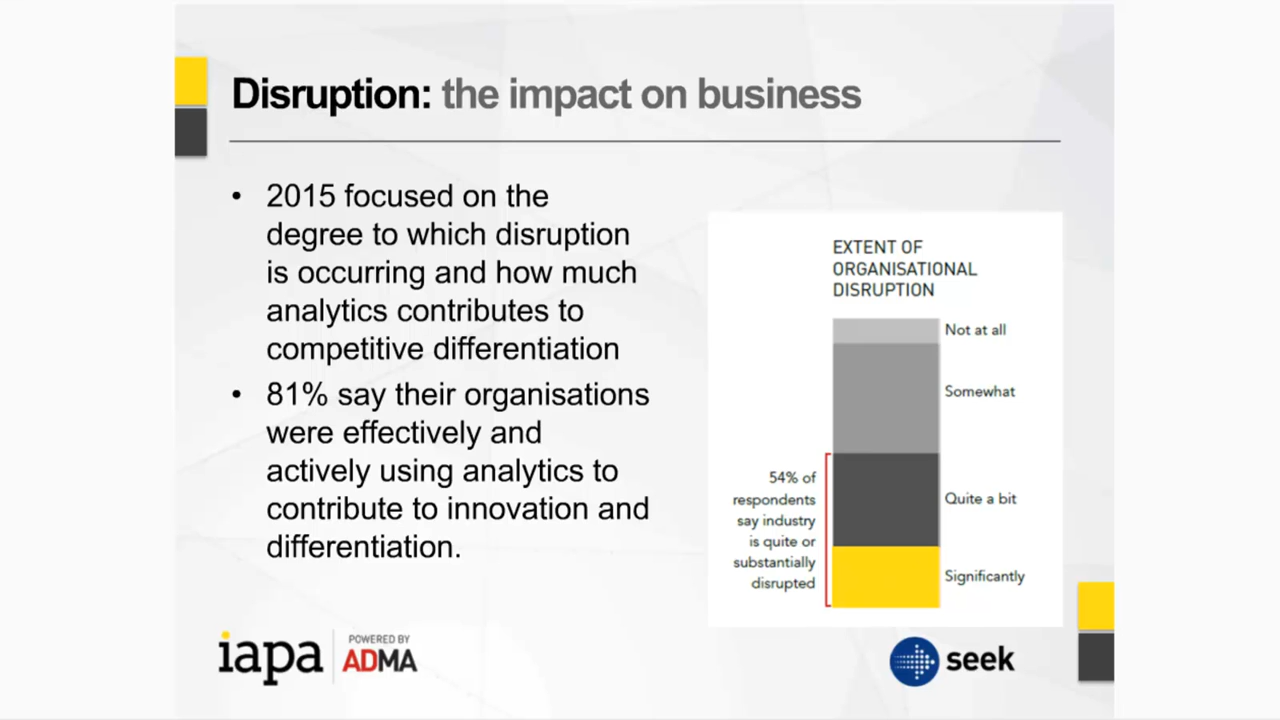 Disruption: the impact on business
• 2015 focused on the
degree to which disruption
is occurring and how much
analytics contributes to
competitive differentiation
• 81% say their organisations
were effectively and
actively using analytics to
contribute to innovation and
differentiation.
EXTENT OF
ORGANISATIONAL
DISRUPTION
Not at all
Somewhat
Quite a bit
Significantly
54% of
respondents
say industry
is quite or
substantially
disrupted
iapa
POWERED BY
ADMA
seek